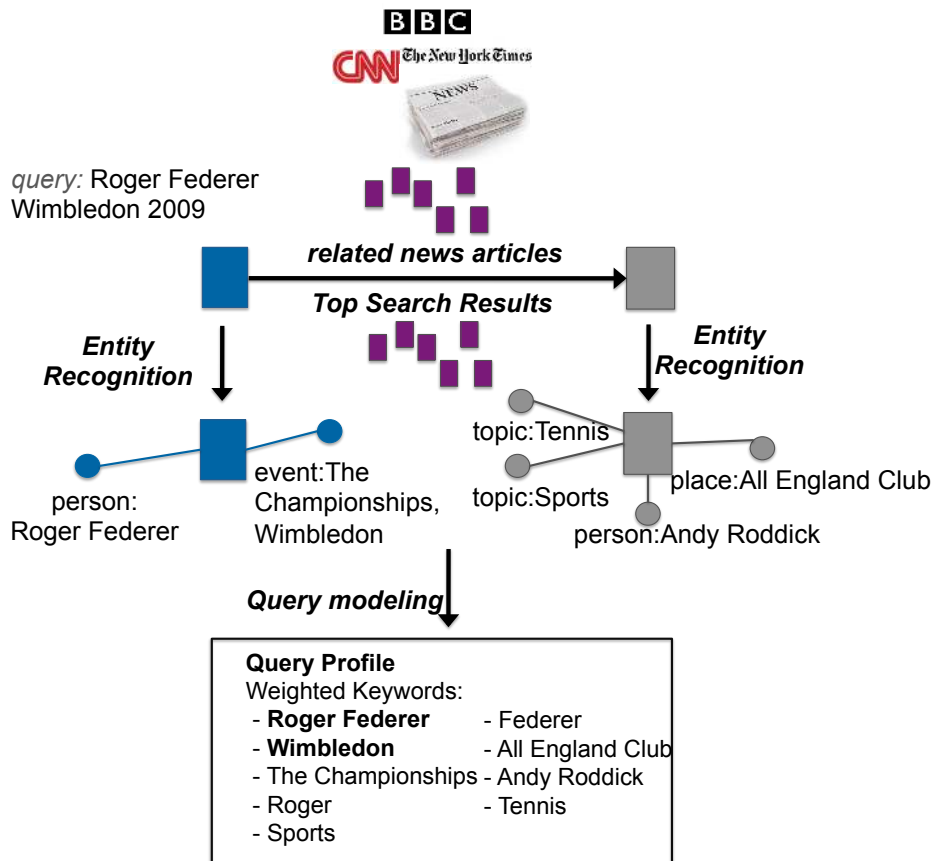 BBC
CNN The New York Times
NEWS
query: Roger Federer
Wimbledon 2009
related news articles
Top Search Results
Entity
Recognition
Entity
Recognition
topic:Tennis
topic:Sports
place:All England Club
person:Andy Roddick
person:
Roger Federer
event:The
Championships,
Wimbledon
Query modeling
Query Profile
Weighted Keywords:
- Roger Federer
- Wimbledon
- The Championships
- Roger
- Sports
- Federer
- All England Club
- Andy Roddick
- Tennis